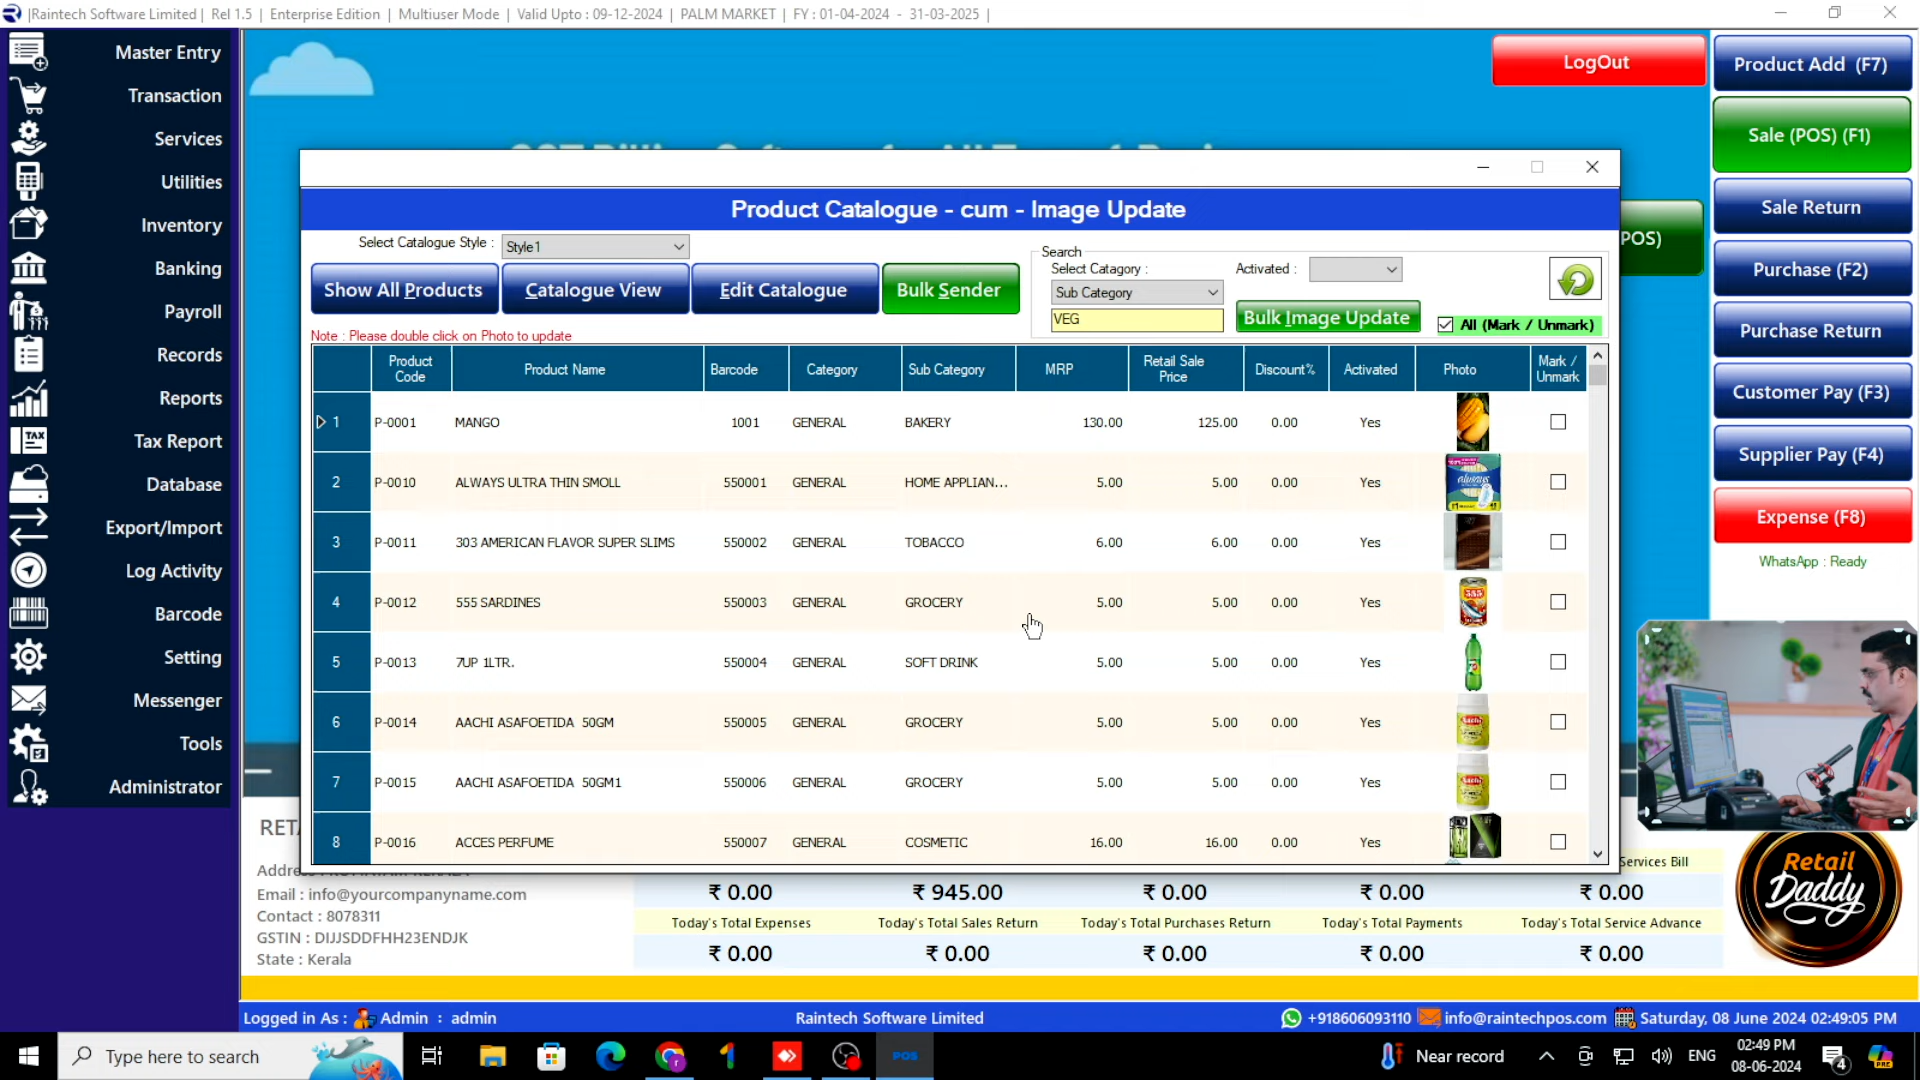 |Raintech Software Limited | Rel 1.5 | Enterprise Edition | Multiuser Mode | Valid Upto : 09-12-2024 | PALM MARKET | FY : 01-04-2024 - 31-03-2025 |
Master Entry
Transaction
Services
Utilities
Inventory
Banking
Payroll
Records
Reports
TAX
Tax Report
Database
Export/Import
Log Activity
Barcode
Setting
Messenger
Tools
Administrator
LogOut
Product Add (F7)
Sale (POS) (F1)
Sale Return
POS)
Purchase (F2)
Purchase Return
Customer Pay (F3)
Supplier Pay (F4)
Expense (F8)
WhatsApp : Ready
Product Catalogue - cum - Image Update
Select Catalogue Style : Style1
Show All Products Catalogue View Edit Catalogue Bulk Sender
Search
Select Catagory : Activated :
Sub Category
VEG
Bulk Image Update
All (Mark / Unmark)
Note : Please double click on Photo to update
Product Code Product Name Barcode Category Sub Category MRP Retail Sale Price Discount% Activated Photo Mark / Unmark
1 P-0001 MANGO 1001 GENERAL BAKERY 130.00 125.00 0.00 Yes
2 P-0010 ALWAYS ULTRA THIN SMOLL 550001 GENERAL HOME APPLIAN... 5.00 5.00 0.00 Yes
always
3 P-0011 303 AMERICAN FLAVOR SUPER SLIMS 550002 GENERAL TOBACCO 6.00 6.00 0.00 Yes
4 P-0012 555 SARDINES 550003 GENERAL GROCERY 5.00 5.00 0.00 Yes
555
5 P-0013 7UP 1LTR. 550004 GENERAL SOFT DRINK 5.00 5.00 0.00 Yes
6 P-0014 AACHI ASAFOETIDA 50GM 550005 GENERAL GROCERY 5.00 5.00 0.00 Yes
Aachi
7 P-0015 AACHI ASAFOETIDA 50GM1 550006 GENERAL GROCERY 5.00 5.00 0.00 Yes
Aachi
8 P-0016 ACCES PERFUME 550007 GENERAL COSMETIC 16.00 16.00 0.00 Yes
Email : info@yourcompanyname.com
Contact : 8078311
GSTIN : DIJJSDDFHH23ENDJK
State : Kerala
Services Bill
₹ 0.00 ₹ 945.00 ₹ 0.00 ₹ 0.00 ₹ 0.00
Today's Total Expenses Today's Total Sales Return Today's Total Purchases Return Today's Total Payments Today's Total Service Advance
₹ 0.00 ₹ 0.00 ₹ 0.00 ₹ 0.00 ₹ 0.00
Retail
Daddy
Logged in As : Admin : admin Raintech Software Limited +918606093110 info@raintechpos.com Saturday, 08 June 2024 02:49:05 PM
Type here to search
POS
Near record
ENG
02:49 PM
08-06-2024
4